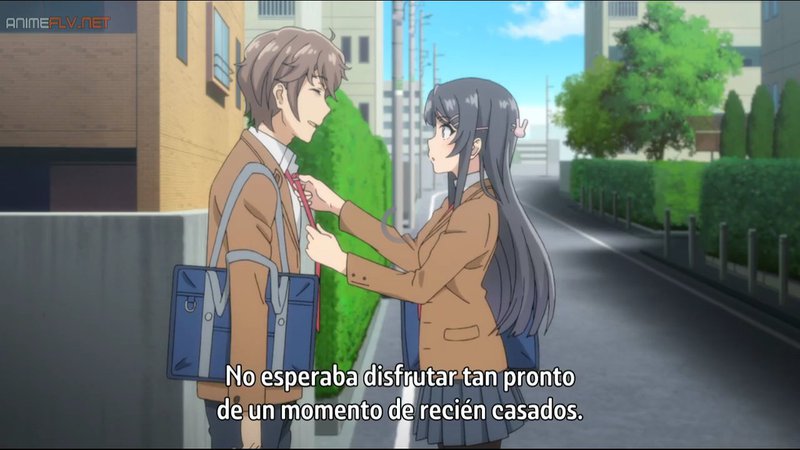 ANIMEFLV.NET
No esperaba disfrutar tan pronto
de un momento de recién casados.